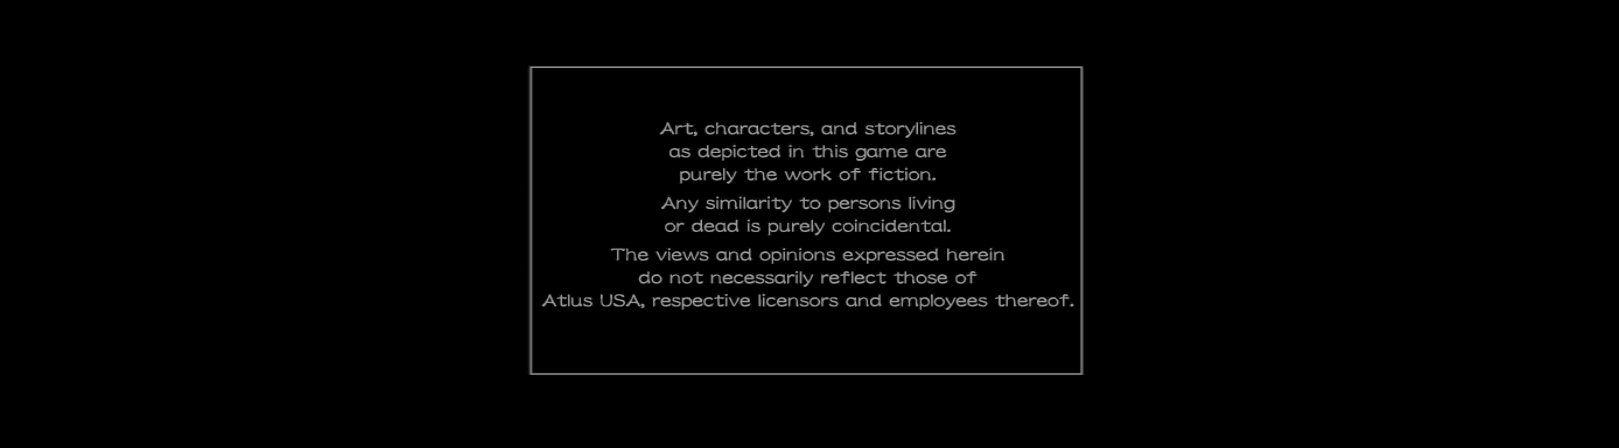 Art, characters, and storylines
as depicted in this game are
purely the work of fiction.
Any similarity to persons living
or dead is purely coincidental.
The views and opinions expressed herein
do not necessarily reflect those of
Atlus USA, respective licensors and employees thereof.